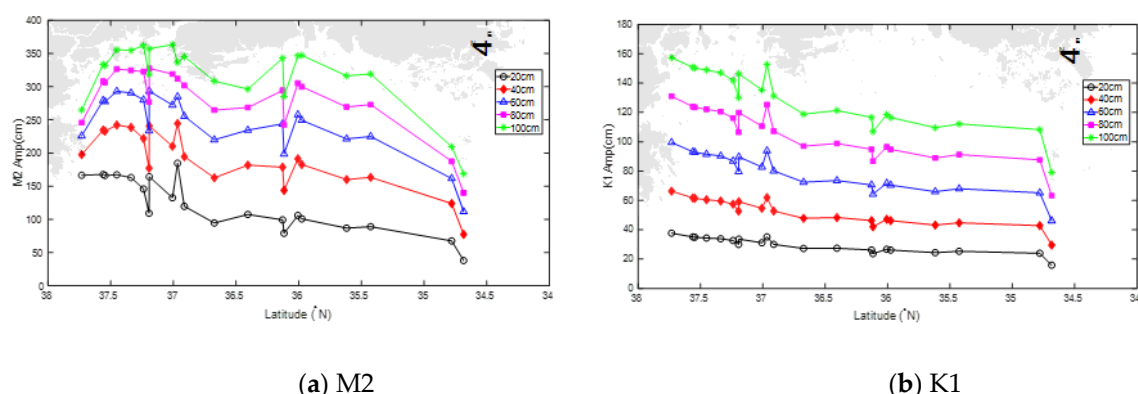 400
350
300
250
200
150
100
50
0
M2 Amp(cm)
38
37.5
37
36.5
36
35.5
35
34.5
34
Latitude (°N)
4"
20cm
40cm
60cm
80cm
100cm
180
160
140
120
100
80
60
40
20
0
K1 Amp(cm)
38
37.5
37
36.5
36
35.5
35
34.5
34
Latitude (°N)
4"
20cm
40cm
60cm
80cm
100cm
(a) M2
(b) K1